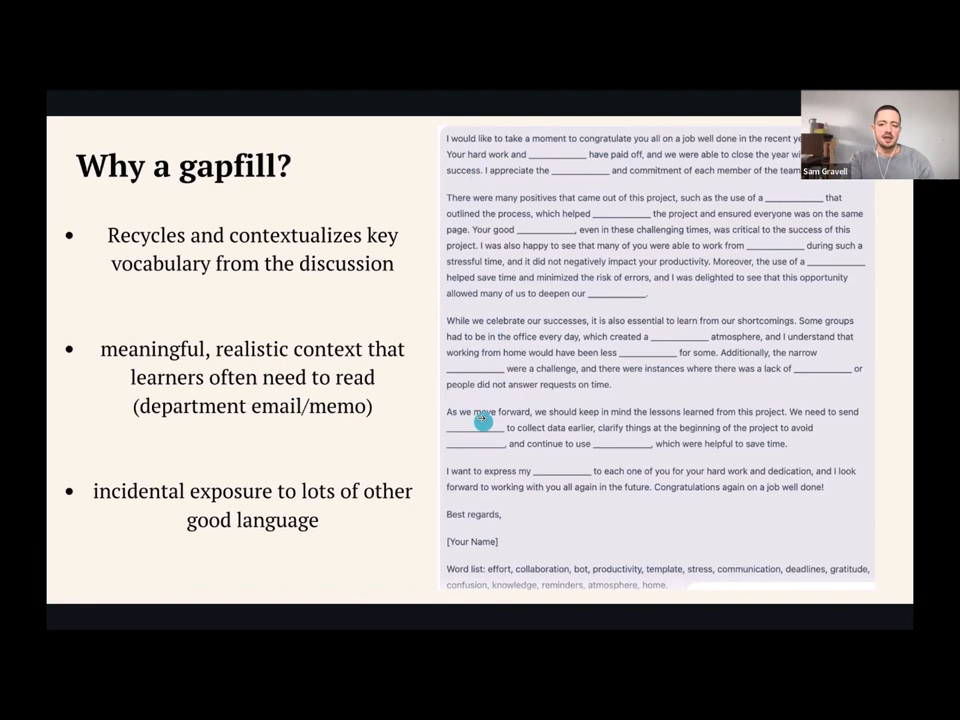 Why a gapfill?
• Recycles and contextualizes key
vocabulary from the discussion
• meaningful, realistic context that
learners often need to read
(department email/memo)
• incidental exposure to lots of other
good language
I would like to take a moment to congratulate you all on a job well done in the recent
Your hard work and ____________ have paid off, and we were able to close the year
success. I appreciate the ____________ and commitment of each member of the team
There were many positives that came out of this project, such as the use of a ____________ that
outlined the process, which helped ____________ the project and ensured everyone was on the same
page. Your good ____________, even in these challenging times, was critical to the success of this
project. I was also happy to see that many of you were able to work from ____________ during such a
stressful time, and it did not negatively impact your productivity. Moreover, the use of a ____________
helped save time and minimized the risk of errors, and I was delighted to see that this opportunity
allowed many of us to deepen our ____________.
While we celebrate our successes, it is also essential to learn from our shortcomings. Some groups
had to be in the office every day, which created a ____________ atmosphere, and I understand that
working from home would have been less ____________ for some. Additionally, the narrow
____________ were a challenge, and there were instances where there was a lack of ____________ or
people did not answer requests on time.
As we move forward, we should keep in mind the lessons learned from this project. We need to send
____________ to collect data earlier, clarify things at the beginning of the project to avoid
____________, and continue to use ____________, which were helpful to save time.
I want to express my ____________ to each one of you for your hard work and dedication, and I look
forward to working with you all again in the future. Congratulations again on a job well done!
Best regards,
[Your Name]
Word list: effort, collaboration, bot, productivity, template, stress, communication, deadlines, gratitude,
confusion, knowledge, reminders, atmosphere, home.
Sam Gravell